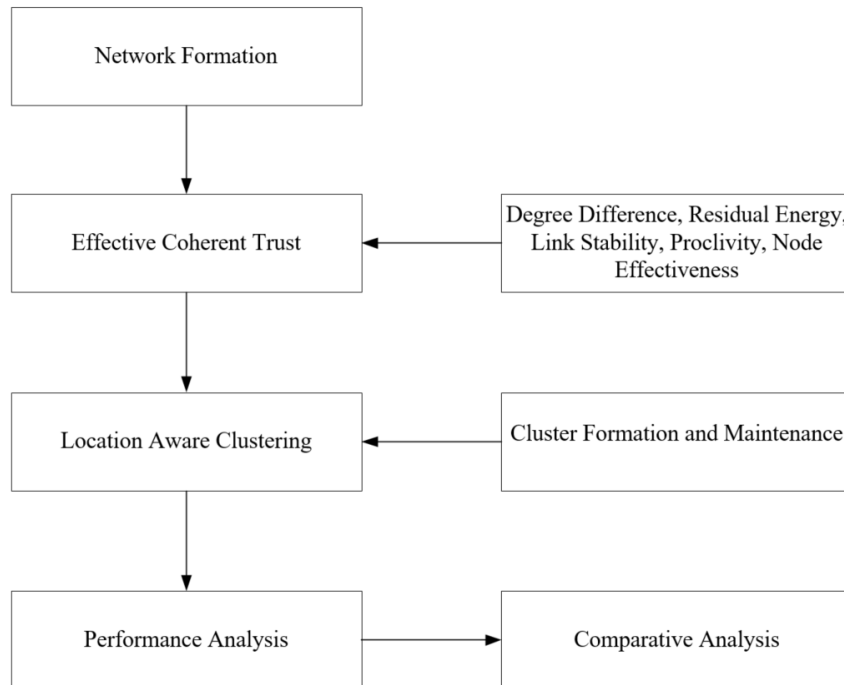 Network Formation
Effective Coherent Trust
Degree Difference, Residual Energy,
Link Stability, Proclivity, Node
Effectiveness
Location Aware Clustering
Cluster Formation and Maintenance
Performance Analysis
Comparative Analysis